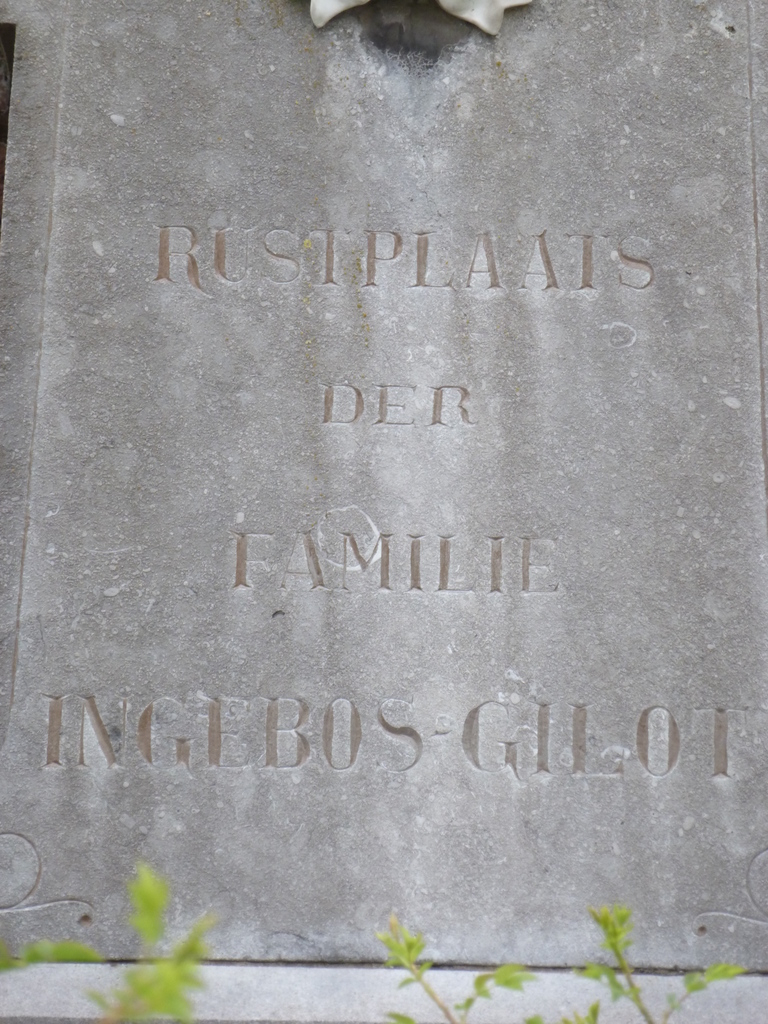 RUSTPLAATS
DER
FAMILIE
INGEBOS-GILOT